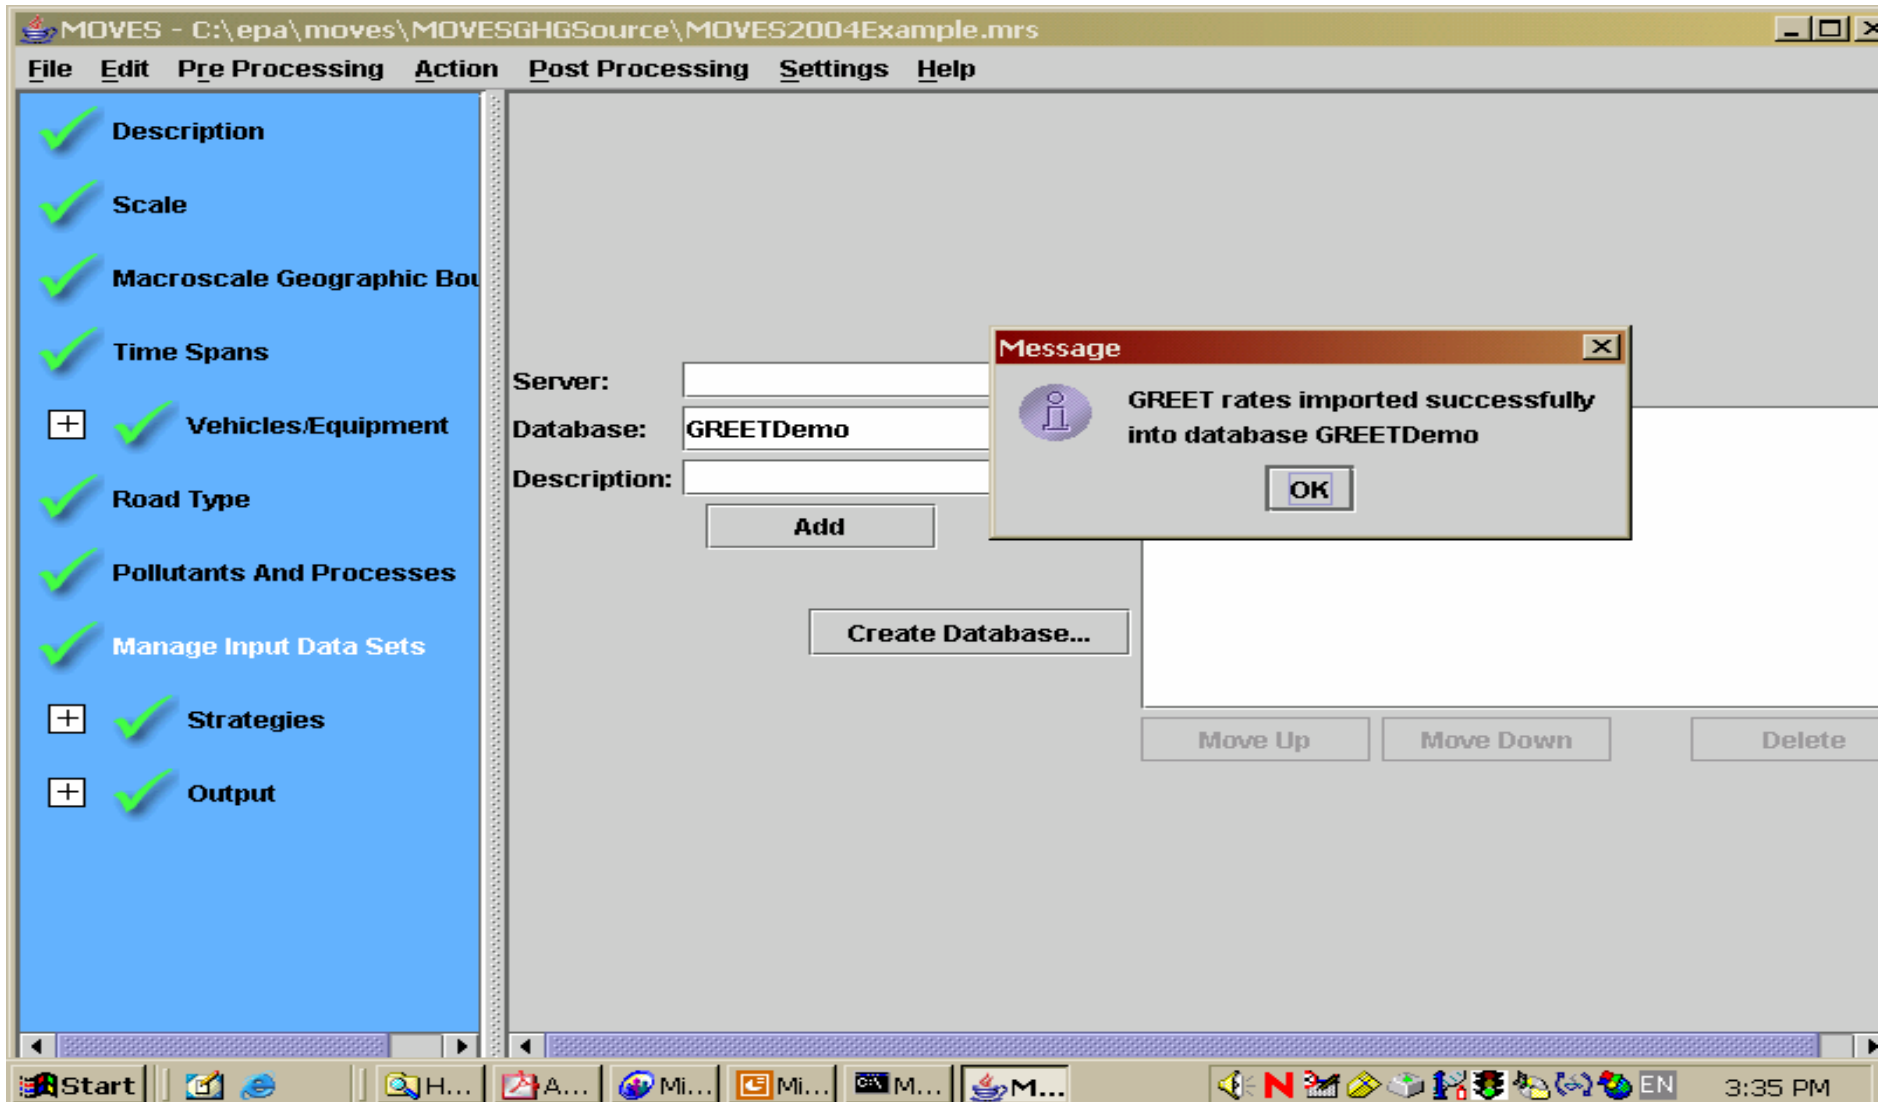 MOVES - C:\epa\moves\MOVESGHGSource\MOVES2004Example.mrs
File Edit Pre Processing Action Post Processing Settings Help
Description
Scale
Macroscale Geographic Bou
Time Spans
Vehicles/Equipment
Road Type
Pollutants And Processes
Manage Input Data Sets
Strategies
Output
Server:
Database: GREETDemo
Description:
Add
Create Database...
Message
GREET rates imported successfully
into database GREETDemo
OK
Move Up Move Down Delete
Start H... A... Mi... Mi... M... M... EN 3:35 PM